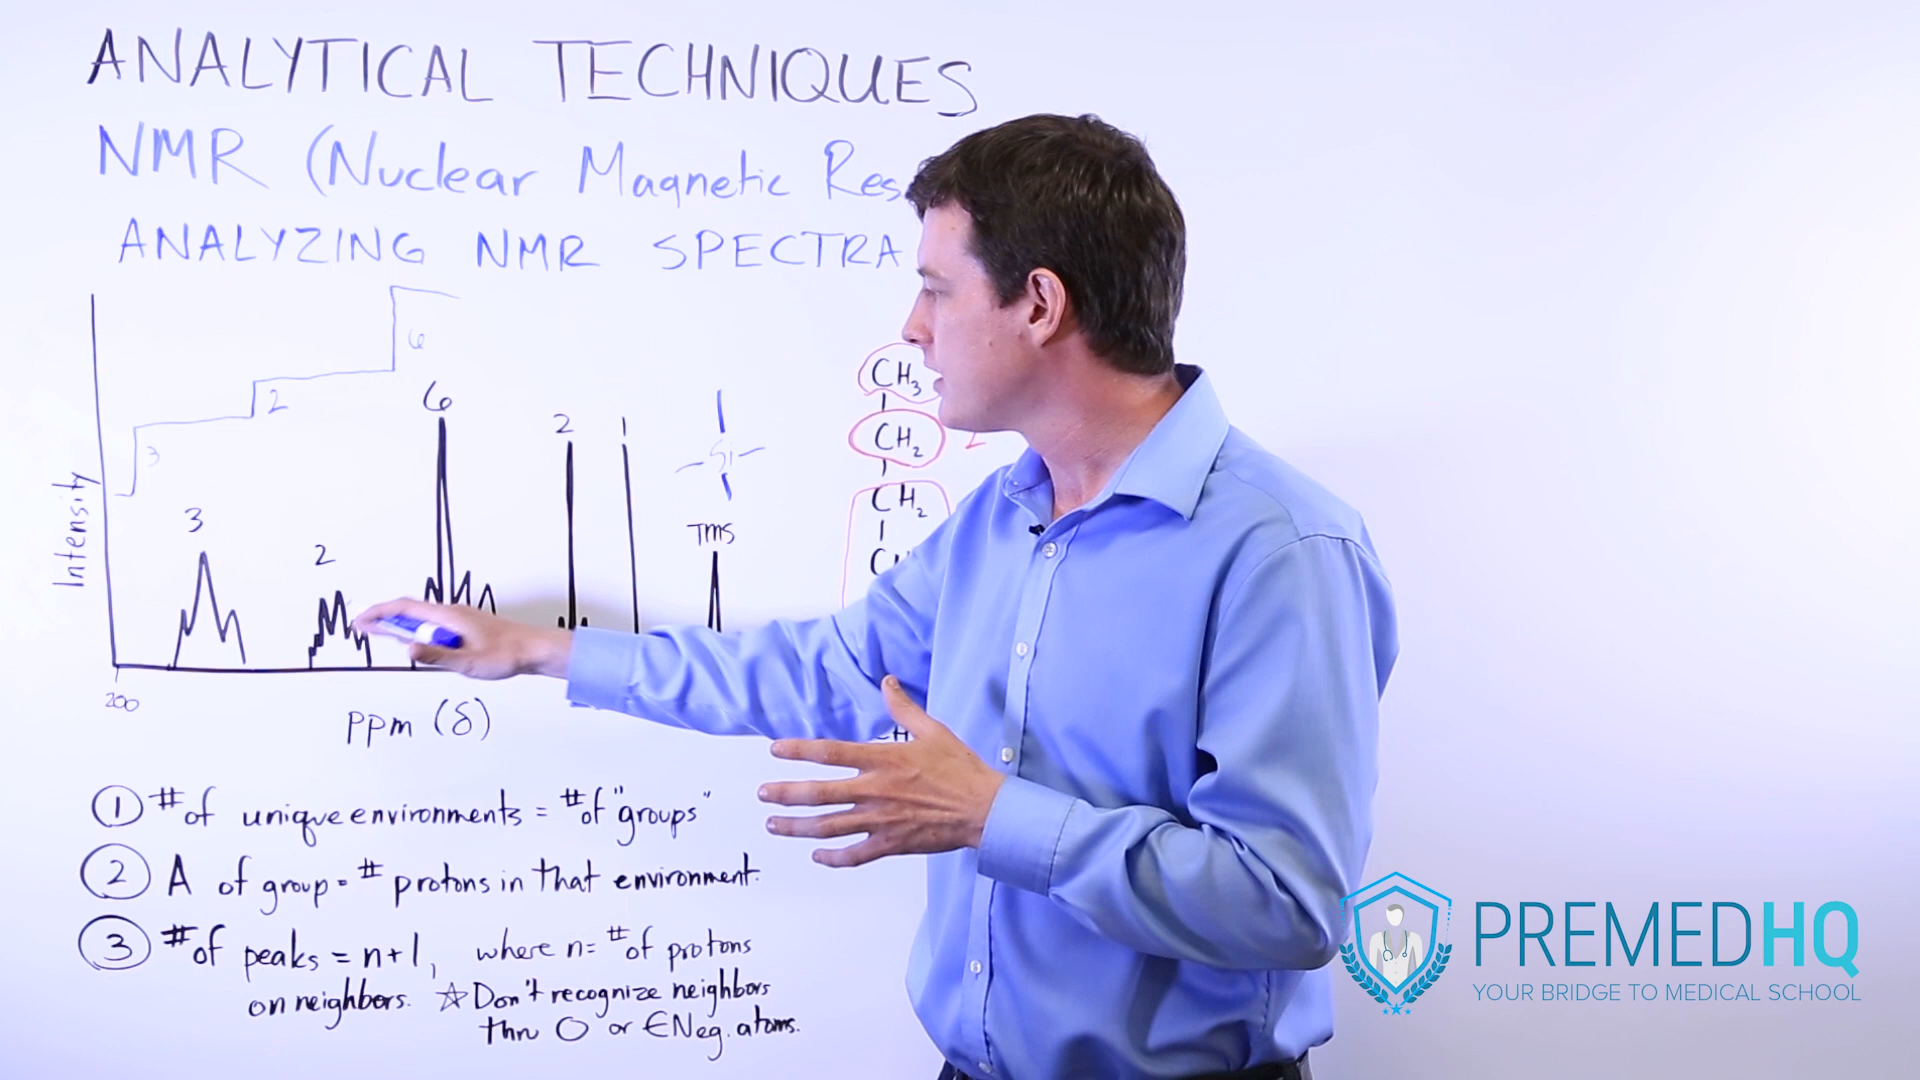 ANALYTICAL TECHNIQUES
NMR (Nuclear Magnetic Res
ANALYZING NMR SPECTRA
6
2
3
6
2
1
3
2
Si
TMS
CH3
CH2
CH2
Intensity
200
ppm (δ)
① # of unique environments = # of "groups"
② A of group = # protons in that environment.
③ # of peaks = n+1, where n = # of protons
on neighbors. ☆ Don't recognize neighbors
thru O or ENeg. atoms.
PREMEDHQ
YOUR BRIDGE TO MEDICAL SCHOOL